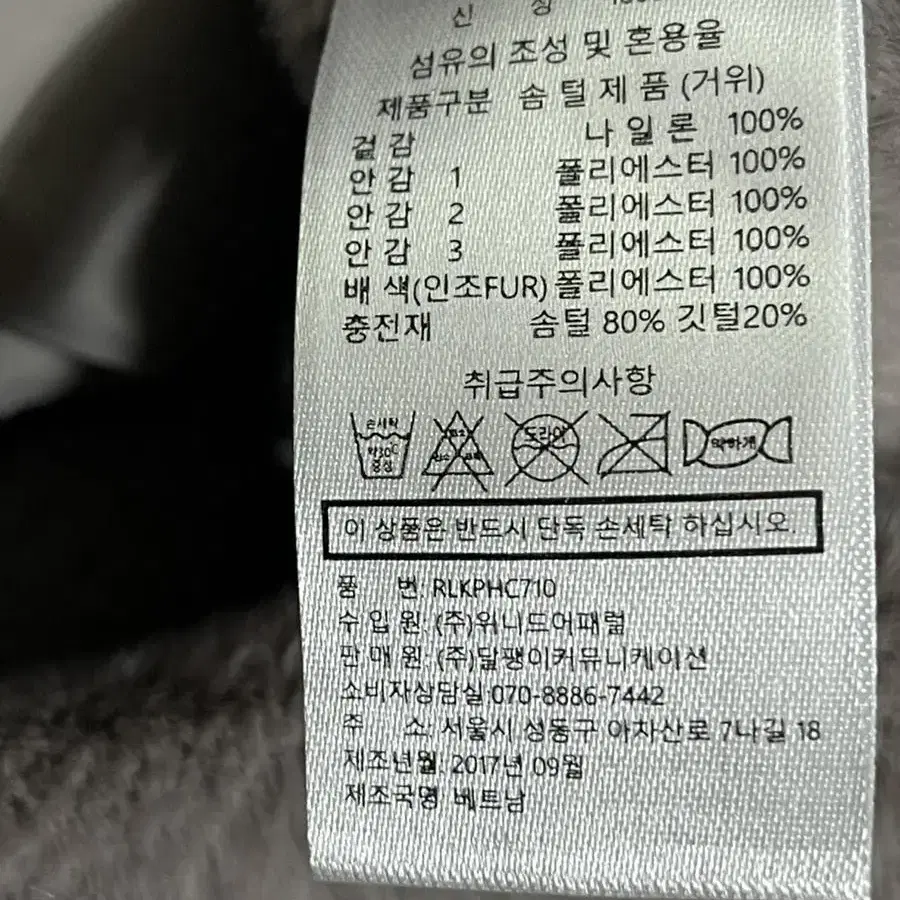 신 장
섬유의 조성 및 혼용율
제품구분 솜 털 제 품 (거위)
겉 감 나 일 론 100%
안 감 1 폴리에스터 100%
안 감 2 폴리에스터 100%
안 감 3 폴리에스터 100%
배 색(인조FUR) 폴리에스터 100%
충전재 솜털 80% 깃털20%
취급주의사항
손세탁 약30℃ 중성 염소 산소 표백 드라이 약하게
이 상품은 반드시 단독 손세탁 하십시오.
품 번: RLKPHC710
수 입 원: (주)위니드어패럴
판 매 원: (주)달팽이커뮤니케이션
소비자상담실:070-8886-7442
주 소: 서울시 성동구 아차산로 7나길 18
제조년월: 2017년 09월
제조국명 베트남